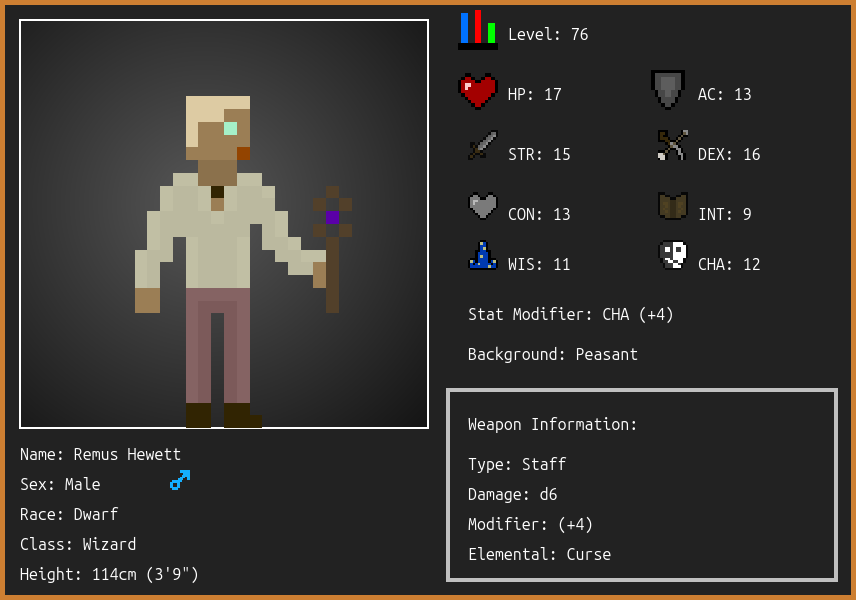 Level: 76
HP: 17
AC: 13
STR: 15
DEX: 16
CON: 13
INT: 9
WIS: 11
CHA: 12
Stat Modifier: CHA (+4)
Background: Peasant
Name: Remus Hewett
Sex: Male
Race: Dwarf
Class: Wizard
Height: 114cm (3'9")
Weapon Information:
Type: Staff
Damage: d6
Modifier: (+4)
Elemental: Curse